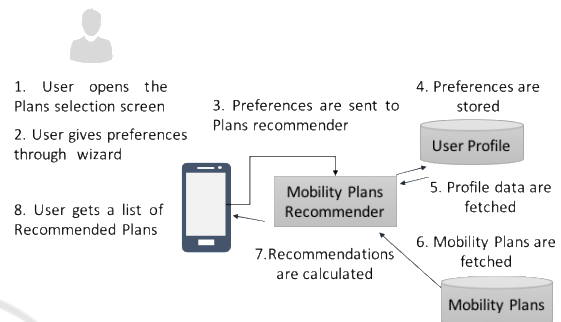 1. User opens the
Plans selection screen
2. User gives preferences
through wizard
8. User gets a list of
Recommended Plans
3. Preferences are sent to
Plans recommender
Mobility Plans
Recommender
7.Recommendations
are calculated
4. Preferences are
stored
User Profile
5. Profile data are
fetched
6. Mobility Plans are
fetched
Mobility Plans